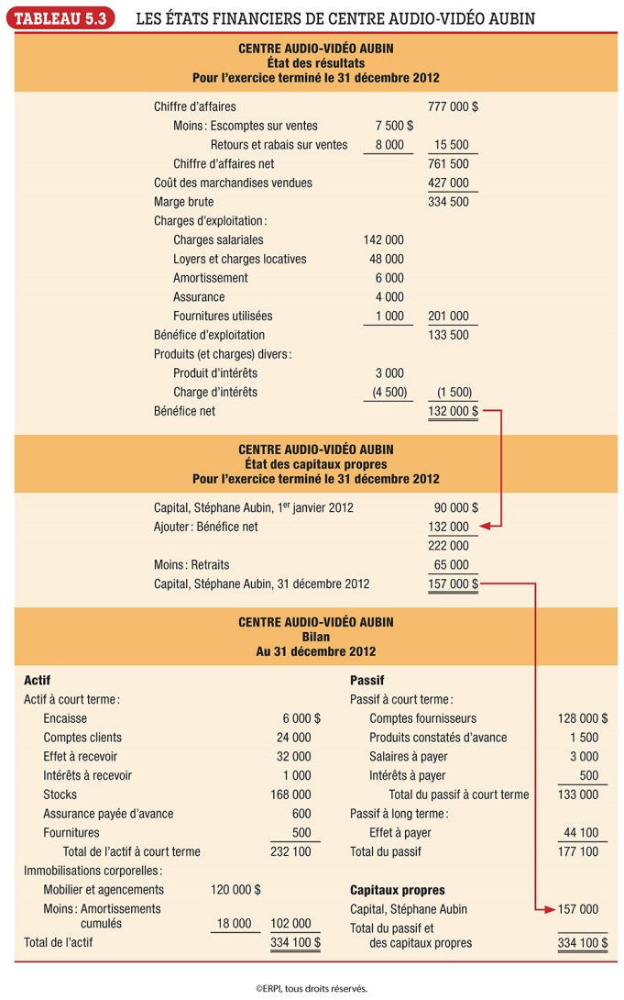 TABLEAU 5.3 LES ÉTATS FINANCIERS DE CENTRE AUDIO-VIDÉO AUBIN
CENTRE AUDIO-VIDÉO AUBIN
État des résultats
Pour l'exercice terminé le 31 décembre 2012
Chiffre d'affaires 777 000 $
Moins : Escomptes sur ventes 7 500 $
Retours et rabais sur ventes 8 000 15 500
Chiffre d'affaires net 761 500
Coût des marchandises vendues 427 000
Marge brute 334 500
Charges d'exploitation :
Charges salariales 142 000
Loyers et charges locatives 48 000
Amortissement 6 000
Assurance 4 000
Fournitures utilisées 1 000 201 000
Bénéfice d'exploitation 133 500
Produits (et charges) divers :
Produit d'intérêts 3 000
Charge d'intérêts (4 500) (1 500)
Bénéfice net 132 000 $
CENTRE AUDIO-VIDÉO AUBIN
État des capitaux propres
Pour l'exercice terminé le 31 décembre 2012
Capital, Stéphane Aubin, 1er janvier 2012 90 000 $
Ajouter : Bénéfice net 132 000
222 000
Moins : Retraits 65 000
Capital, Stéphane Aubin, 31 décembre 2012 157 000 $
CENTRE AUDIO-VIDÉO AUBIN
Bilan
Au 31 décembre 2012
Actif
Actif à court terme :
Encaisse 6 000 $
Comptes clients 24 000
Effet à recevoir 32 000
Intérêts à recevoir 1 000
Stocks 168 000
Assurance payée d'avance 600
Fournitures 500
Total de l'actif à court terme 232 100
Immobilisations corporelles :
Mobilier et agencements 120 000 $
Moins : Amortissements
cumulés 18 000 102 000
Total de l'actif 334 100 $
Passif
Passif à court terme :
Comptes fournisseurs 128 000 $
Produits constatés d'avance 1 500
Salaires à payer 3 000
Intérêts à payer 500
Total du passif à court terme 133 000
Passif à long terme :
Effet à payer 44 100
Total du passif 177 100
Capitaux propres
Capital, Stéphane Aubin 157 000
Total du passif et
des capitaux propres 334 100 $
©ERPI, tous droits réservés.